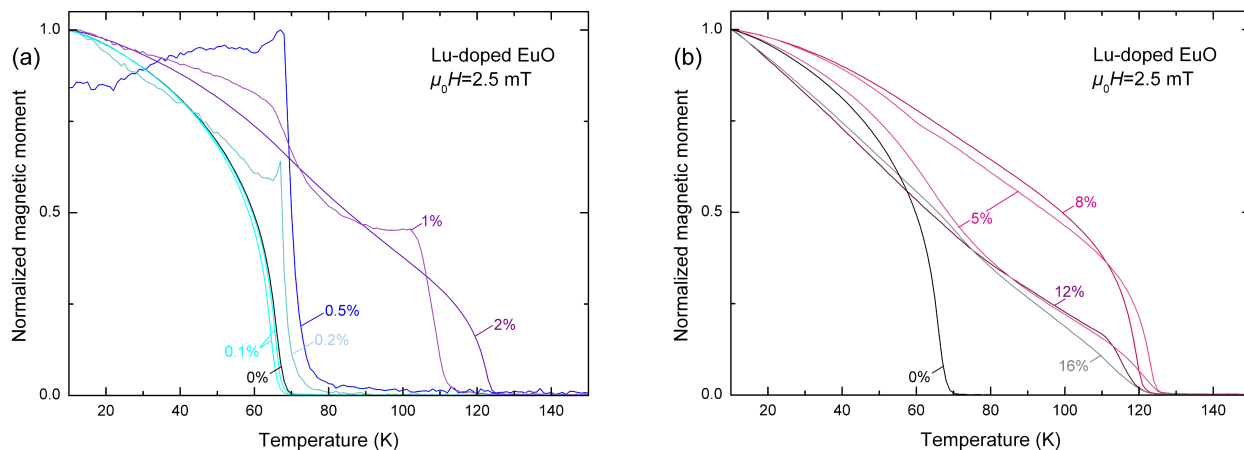 (a)
Lu-doped EuO
μ₀H=2.5 mT
Normalized magnetic moment
1.0
0.5
0.0
1%
0.5%
2%
0.2%
0.1%
0%
20 40 60 80 100 120 140
Temperature (K)
(b)
Lu-doped EuO
μ₀H=2.5 mT
Normalized magnetic moment
1.0
0.5
0.0
8%
5%
12%
16%
0%
20 40 60 80 100 120 140
Temperature (K)